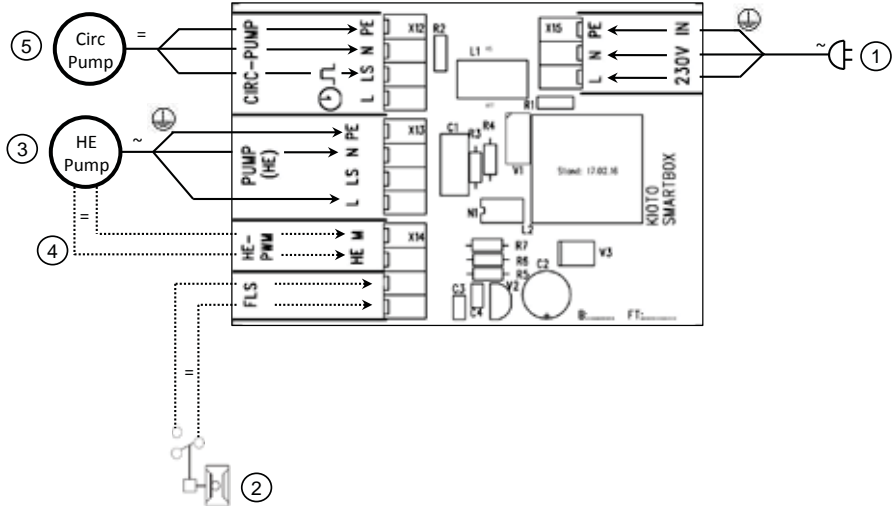 5
Circ
Pump
=
CIRC-PUMP
PE
N
LS
L
X12
R2
L1
X15
PE
N
L
230V IN
~
1
3
HE
Pump
~
PUMP
(HE)
PE
N
LS
L
X13
C1
R3
R4
R1
V1
Stand: 17.02.16
KIOTO
SMARTBOX
N1
L2
4
=
HE-
PWM
M
HE
X14
R7
R6
R5
V3
C2
FLS
C3
C4
V2
B:
FT:
=
2